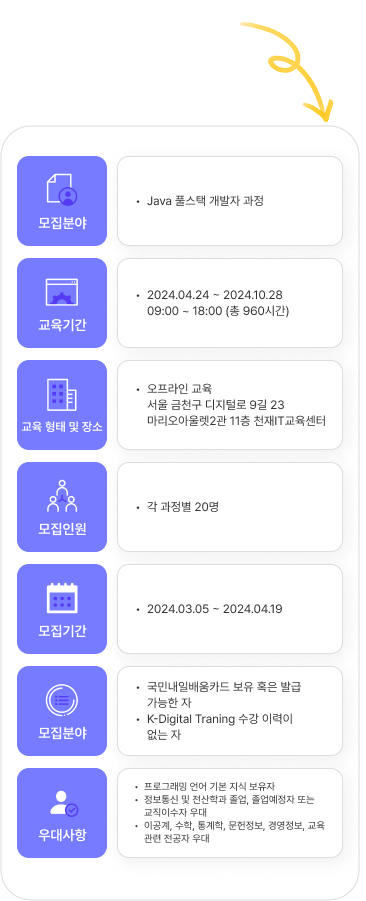 모집분야
• Java 풀스택 개발자 과정
교육기간
• 2024.04.24 ~ 2024.10.28
09:00 ~ 18:00 (총 960시간)
교육 형태 및 장소
• 오프라인 교육
서울 금천구 디지털로 9길 23
마리오아울렛2관 11층 천재IT교육센터
모집인원
• 각 과정별 20명
모집기간
• 2024.03.05 ~ 2024.04.19
모집분야
• 국민내일배움카드 보유 혹은 발급
가능한 자
• K-Digital Traning 수강 이력이
없는 자
우대사항
• 프로그래밍 언어 기본 지식 보유자
• 정보통신 및 전산학과 졸업, 졸업예정자 또는
교직이수자 우대
• 이공계, 수학, 통계학, 문헌정보, 경영정보, 교육
관련 전공자 우대